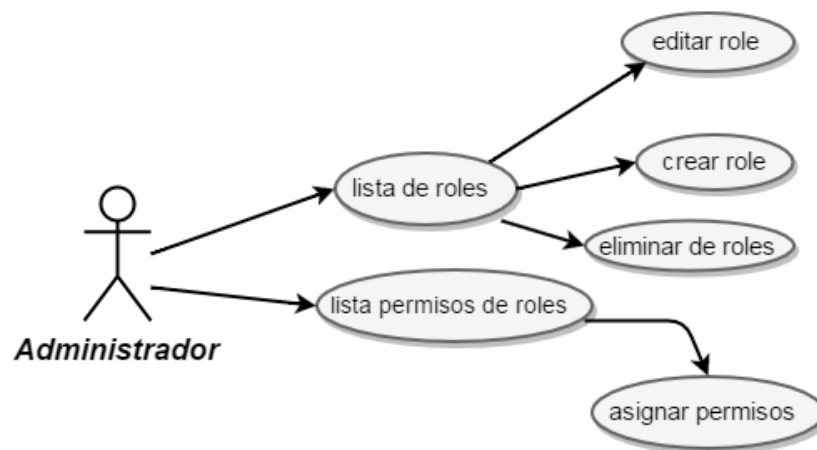 editar role
crear role
lista de roles
eliminar de roles
lista permisos de roles
Administrador
asignar permisos